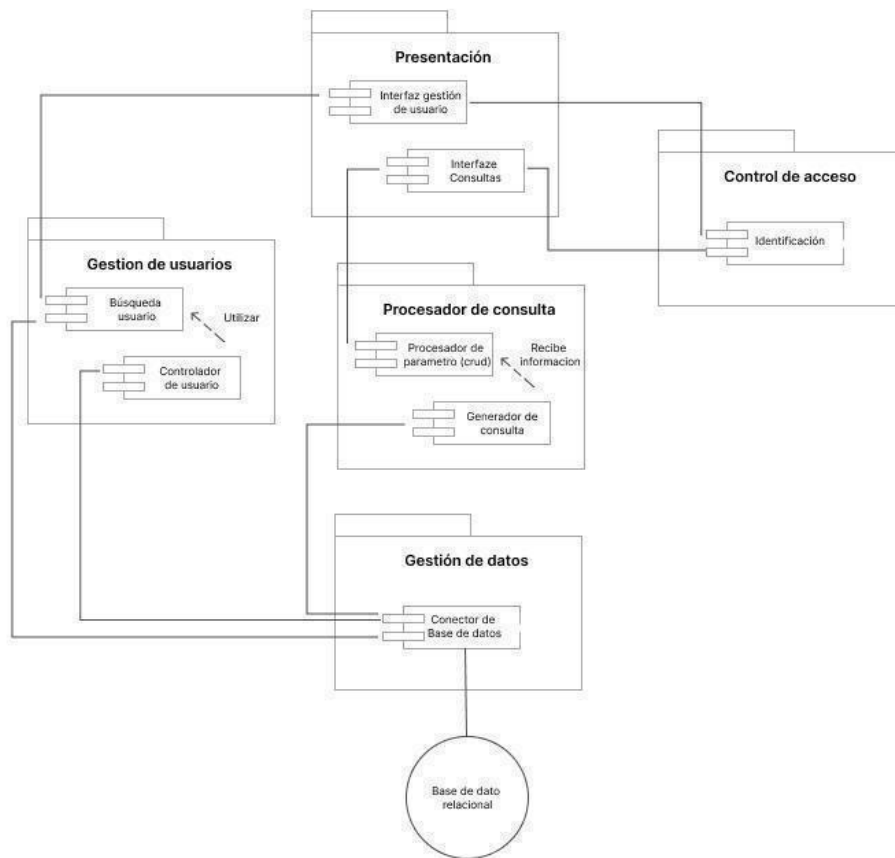 Presentación
Interfaz gestión
de usuario
Interfaze
Consultas
Control de acceso
Identificación
Gestion de usuarios
Búsqueda
usuario
Utilizar
Controlador
de usuario
Procesador de consulta
Procesador de
parametro (crud)
Recibe
informacion
Generador de
consulta
Gestión de datos
Conector de
Base de datos
Base de dato
relacional